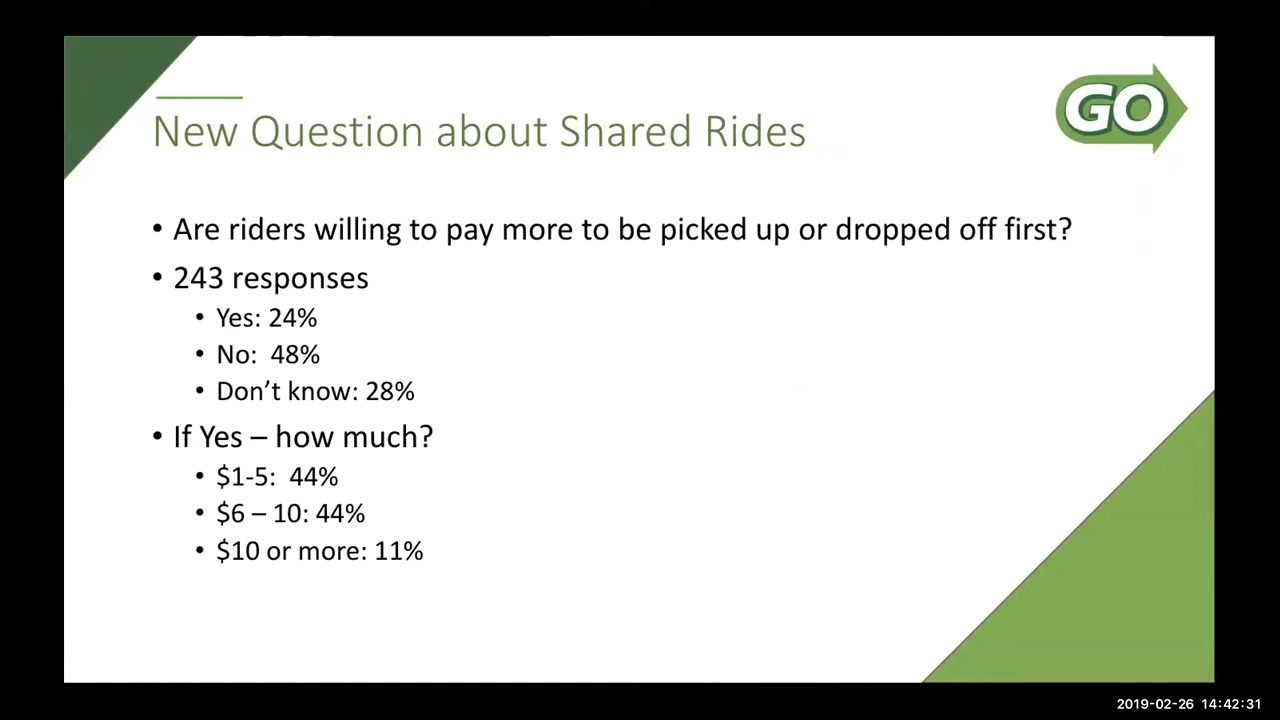 GO
New Question about Shared Rides
• Are riders willing to pay more to be picked up or dropped off first?
• 243 responses
• Yes: 24%
• No:  48%
• Don’t know: 28%
• If Yes – how much?
• $1-5:  44%
• $6 – 10: 44%
• $10 or more: 11%
2019-02-26 14:42:31